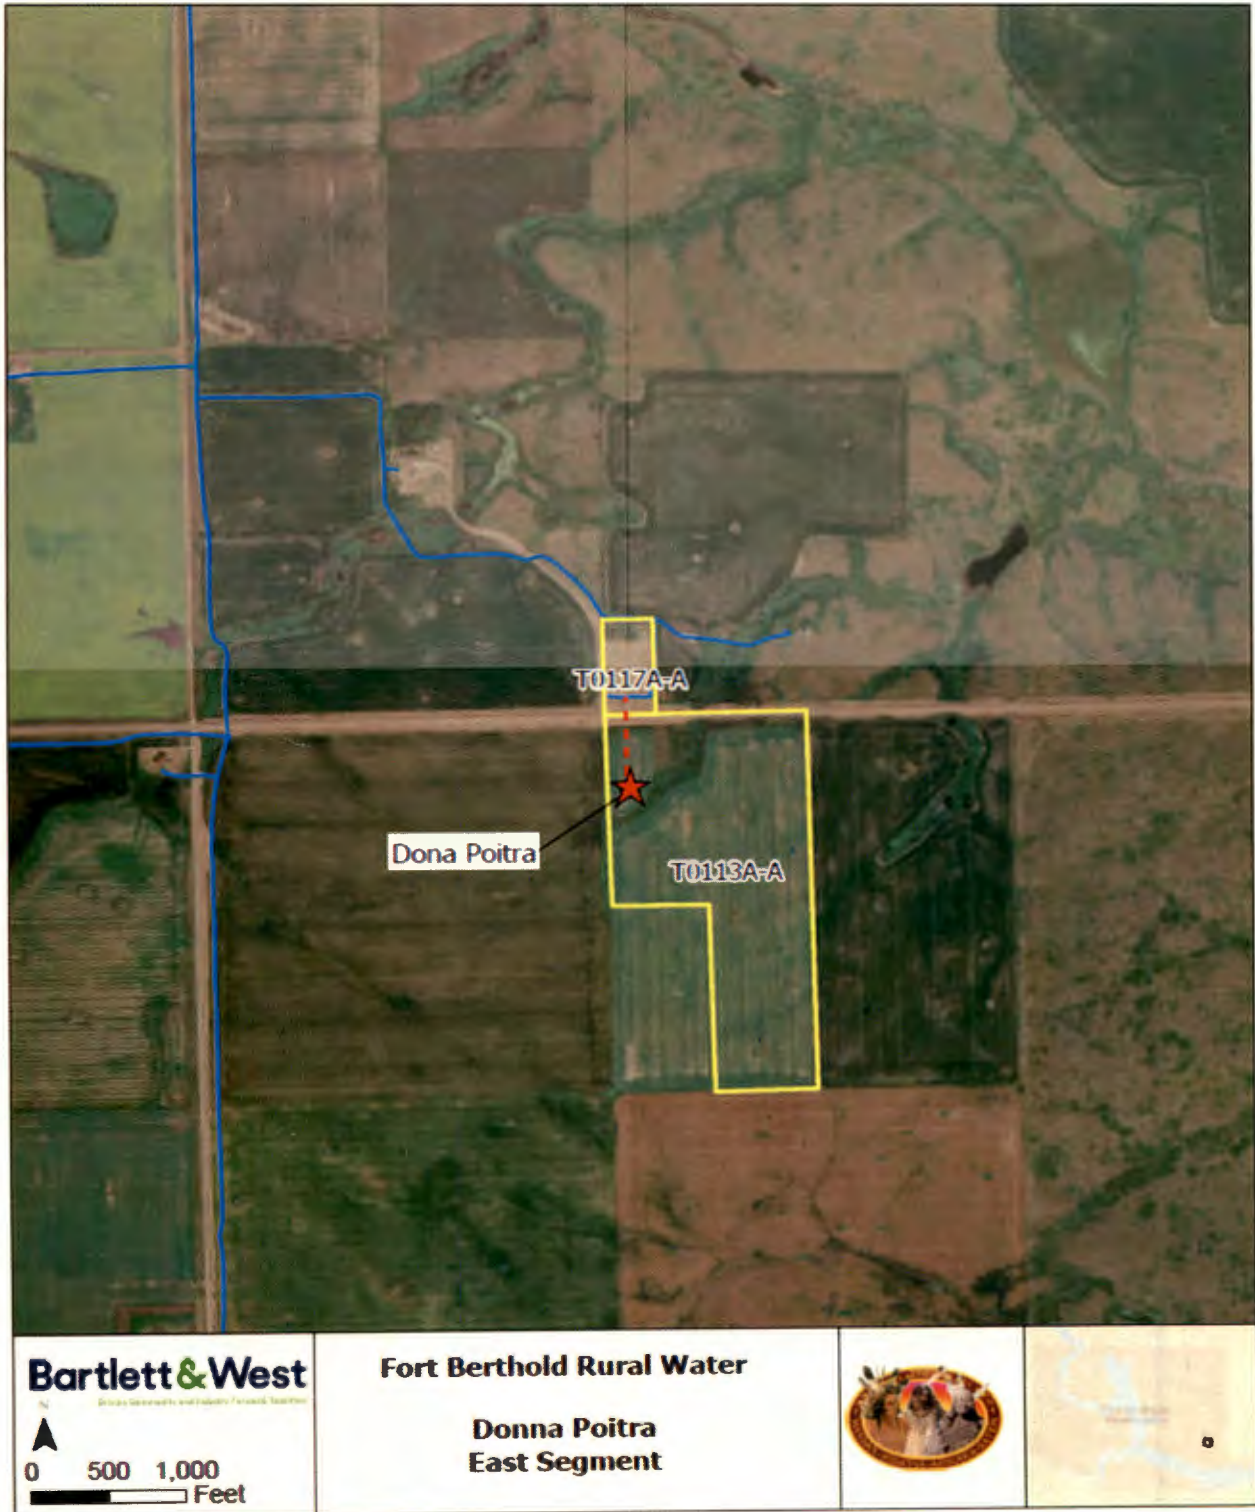 T0117A-A
Dona Poitra
T0113A-A
Bartlett&West
Fort Berthold Rural Water
Donna Poitra
East Segment
0 500 1,000
Feet